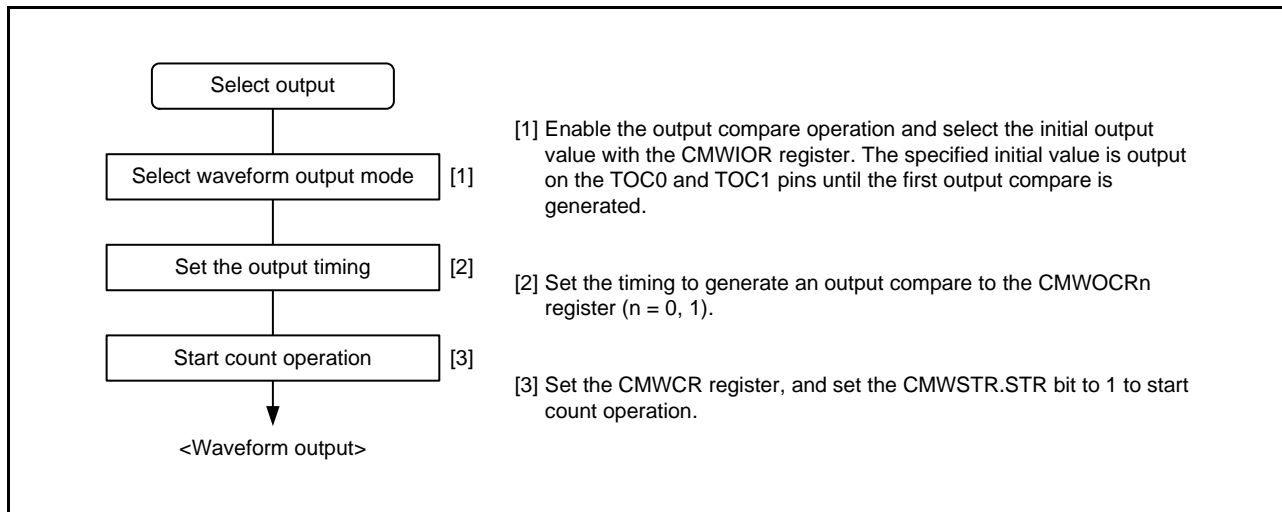 Select output
Select waveform output mode
[1]
Set the output timing
[2]
Start count operation
[3]
<Waveform output>
[1] Enable the output compare operation and select the initial output
value with the CMWIOR register. The specified initial value is output
on the TOC0 and TOC1 pins until the first output compare is
generated.
[2] Set the timing to generate an output compare to the CMWOCRn
register (n = 0, 1).
[3] Set the CMWCR register, and set the CMWSTR.STR bit to 1 to start
count operation.